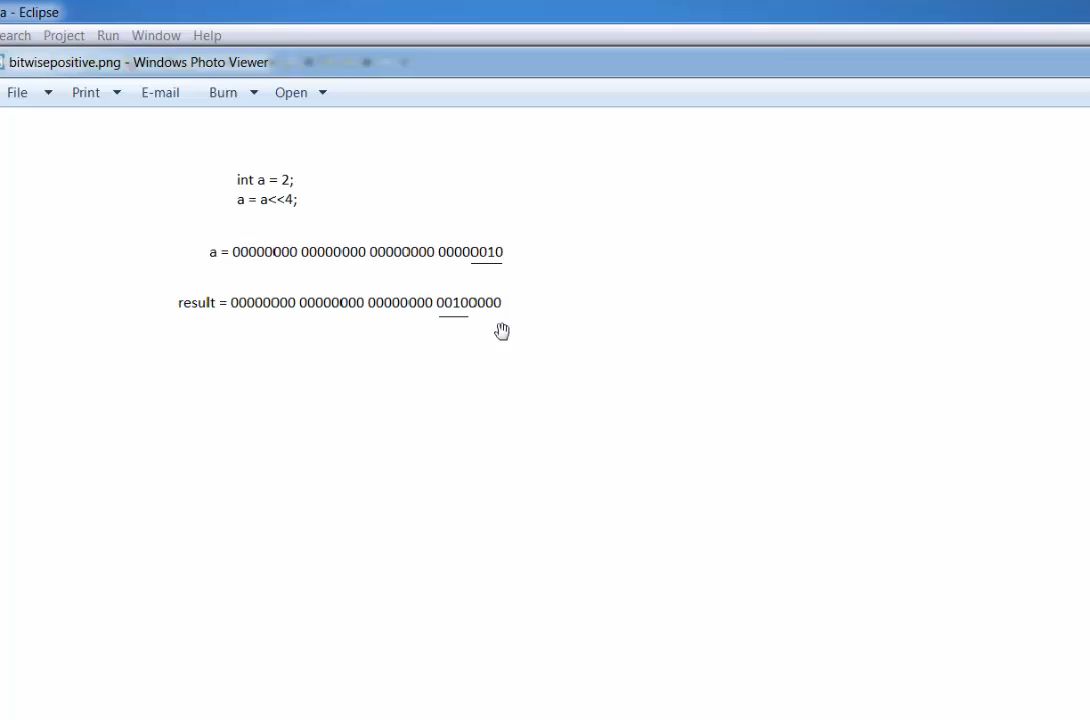 a - Eclipse
earch Project Run Window Help
bitwisepositive.png - Windows Photo Viewer
File Print E-mail Burn Open
int a = 2;
a = a<<4;
a = 00000000 00000000 00000000 00000010
result = 00000000 00000000 00000000 00100000